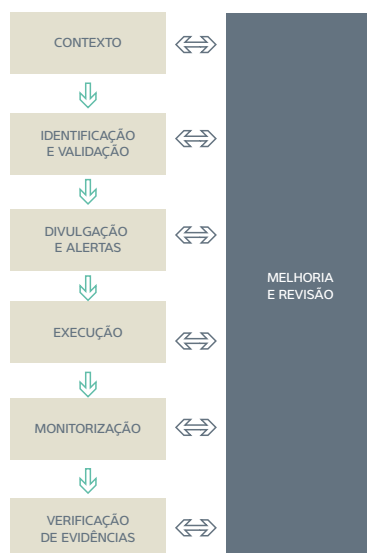 CONTEXTO
IDENTIFICAÇÃO
E VALIDAÇÃO
DIVULGAÇÃO
E ALERTAS
MELHORIA
E REVISÃO
EXECUÇÃO
MONITORIZAÇÃO
VERIFICAÇÃO
DE EVIDÊNCIAS